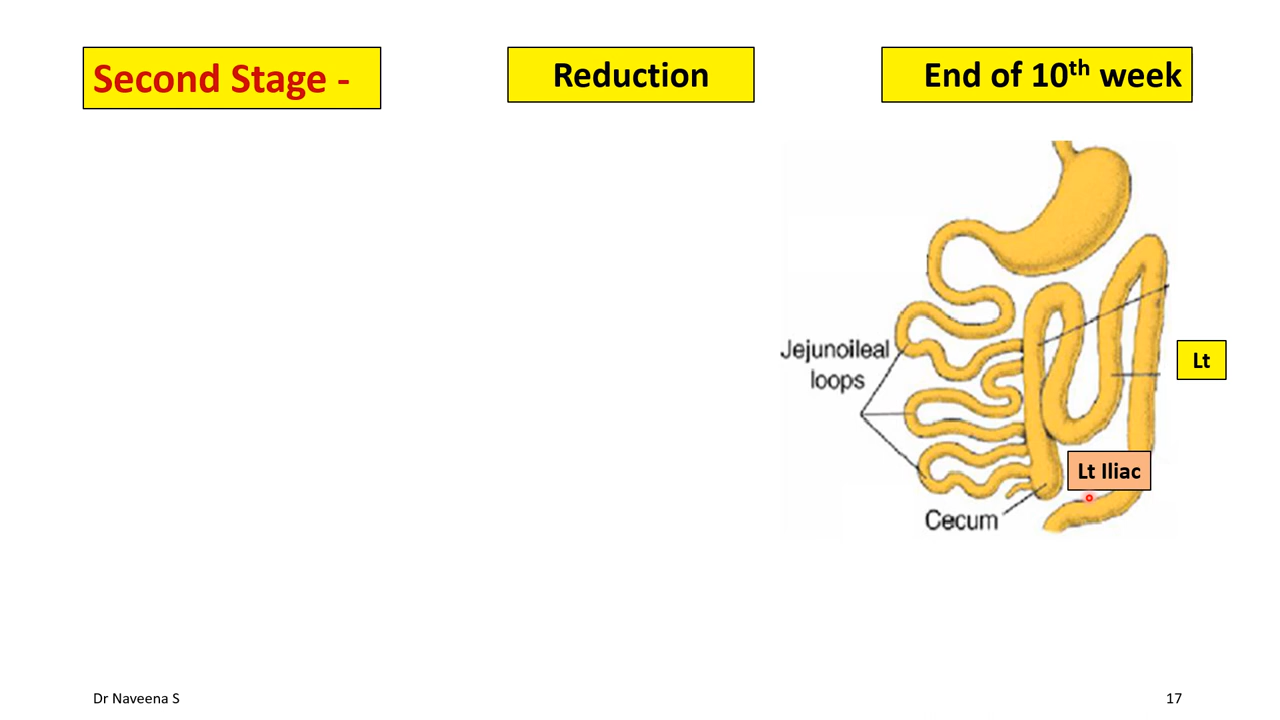 Second Stage -
Reduction
End of 10th week
Jejunoileal
loops
Lt
Lt Iliac
Cecum
Dr Naveena S
17